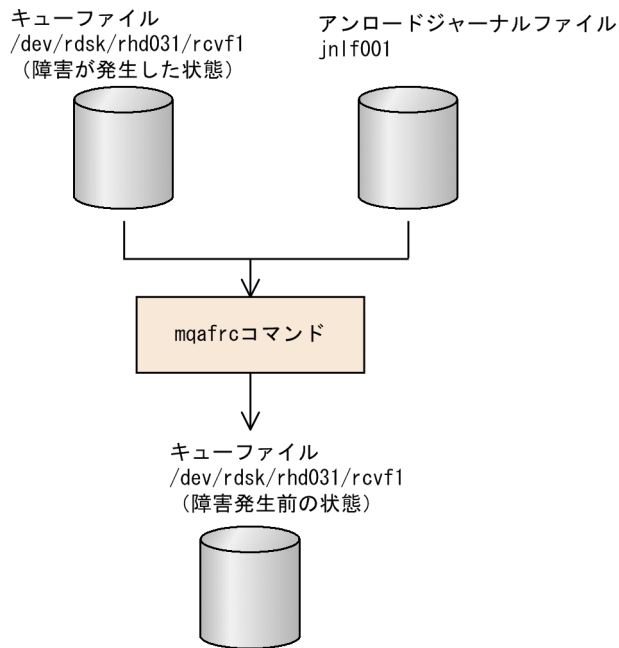 キューファイル
/dev/rdsk/rhd031/rcvf1
（障害が発生した状態）
アンロードジャーナルファイル
jnlf001
mqafrcコマンド
キューファイル
/dev/rdsk/rhd031/rcvf1
（障害発生前の状態）